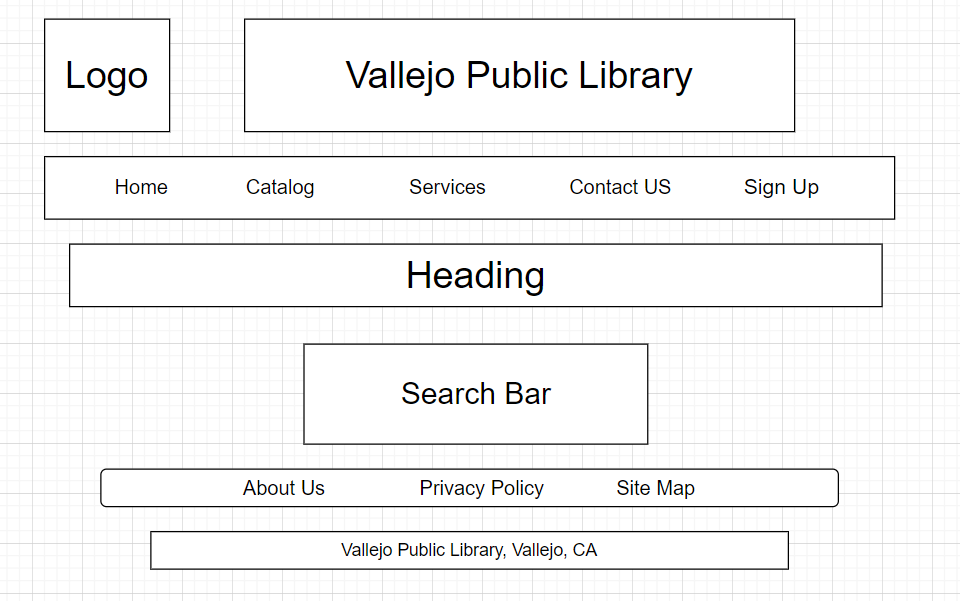 Logo
Vallejo Public Library
Home Catalog Services Contact US Sign Up
Heading
Search Bar
About Us Privacy Policy Site Map
Vallejo Public Library, Vallejo, CA